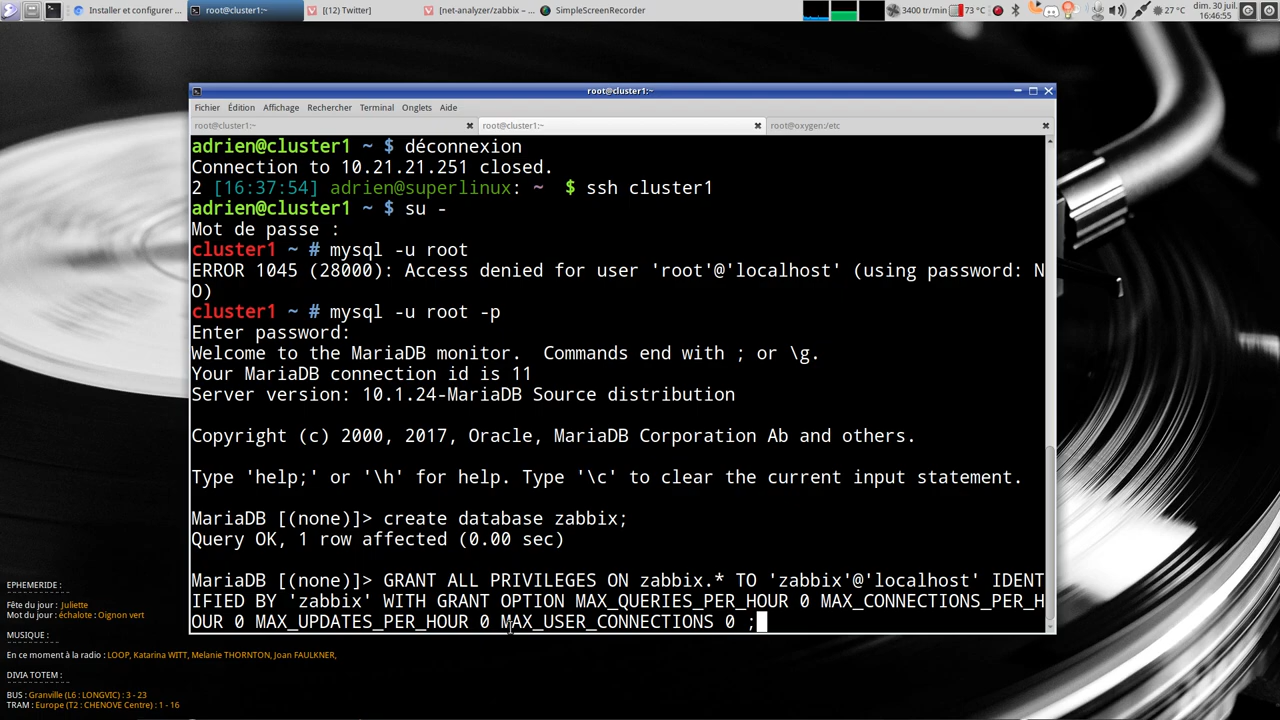 Installer et configurer ...
root@cluster1:~
[(12) Twitter]
[net-analyzer/zabbix – ...
SimpleScreenRecorder
3400 tr/min
73 °C
27 °C
dim. 30 juil.
16:46:55
root@cluster1:~
Fichier Édition Affichage Rechercher Terminal Onglets Aide
root@cluster1:~
root@cluster1:~
root@oxygen:/etc
adrien@cluster1 ~ $ déconnexion
Connection to 10.21.21.251 closed.
2 [16:37:54] adrien@superlinux: ~ $ ssh cluster1
adrien@cluster1 ~ $ su -
Mot de passe :
cluster1 ~ # mysql -u root
ERROR 1045 (28000): Access denied for user 'root'@'localhost' (using password: N
O)
cluster1 ~ # mysql -u root -p
Enter password:
Welcome to the MariaDB monitor.  Commands end with ; or \g.
Your MariaDB connection id is 11
Server version: 10.1.24-MariaDB Source distribution
Copyright (c) 2000, 2017, Oracle, MariaDB Corporation Ab and others.
Type 'help;' or '\h' for help. Type '\c' to clear the current input statement.
MariaDB [(none)]> create database zabbix;
Query OK, 1 row affected (0.00 sec)
MariaDB [(none)]> GRANT ALL PRIVILEGES ON zabbix.* TO 'zabbix'@'localhost' IDENT
IFIED BY 'zabbix' WITH GRANT OPTION MAX_QUERIES_PER_HOUR 0 MAX_CONNECTIONS_PER_H
OUR 0 MAX_UPDATES_PER_HOUR 0 MAX_USER_CONNECTIONS 0 ;
EPHEMERIDE :
Fête du jour : Juliette
Mot du jour : échalote : Oignon vert
MUSIQUE :
En ce moment à la radio : LOOP, Katarina WITT, Melanie THORNTON, Joan FAULKNER,
DIVIA TOTEM :
BUS : Granville (L6 : LONGVIC) : 3 - 23
TRAM : Europe (T2 : CHENOVE Centre) : 1 - 16